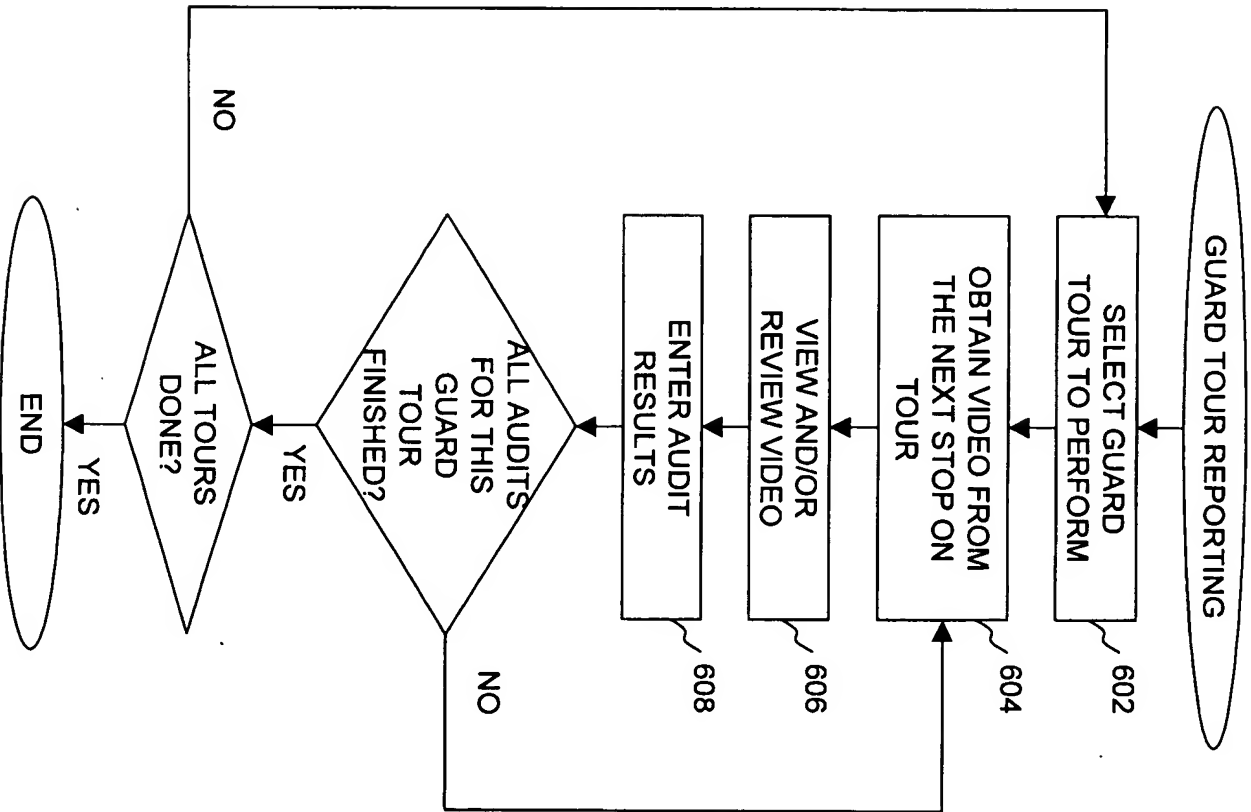 GUARD TOUR REPORTING
SELECT GUARD
TOUR TO PERFORM
602
OBTAIN VIDEO FROM
THE NEXT STOP ON
TOUR
604
VIEW AND/OR
REVIEW VIDEO
606
ENTER AUDIT
RESULTS
608
ALL AUDITS
FOR THIS
GUARD
TOUR
FINISHED?
NO
YES
ALL TOURS
DONE?
NO
YES
END